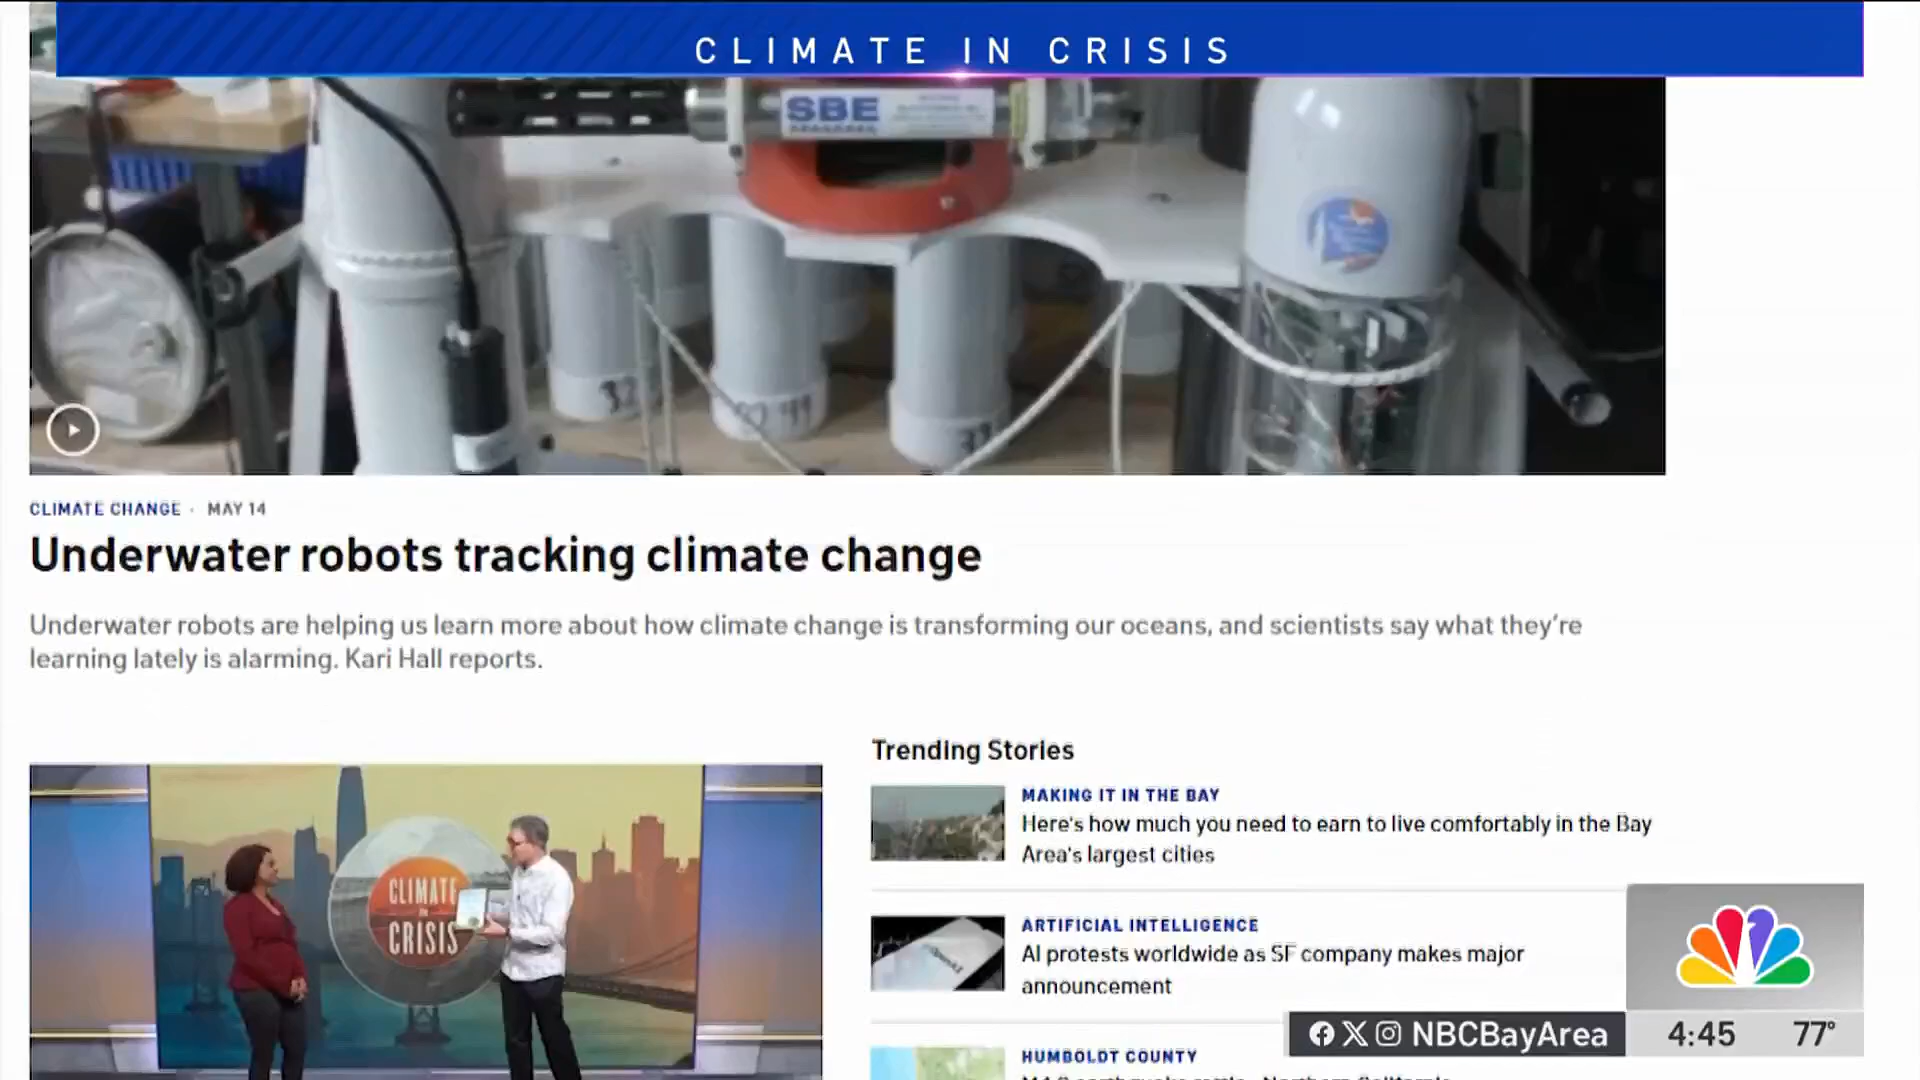 CLIMATE IN CRISIS
SBE
32
33
CLIMATE CHANGE · MAY 14
Underwater robots tracking climate change
Underwater robots are helping us learn more about how climate change is transforming our oceans, and scientists say what they're
learning lately is alarming. Kari Hall reports.
Trending Stories
MAKING IT IN THE BAY
Here's how much you need to earn to live comfortably in the Bay
Area's largest cities
CLIMATE
IN
CRISIS
ARTIFICIAL INTELLIGENCE
AI protests worldwide as SF company makes major
announcement
HUMBOLDT COUNTY
NBCBayArea
4:45 77°